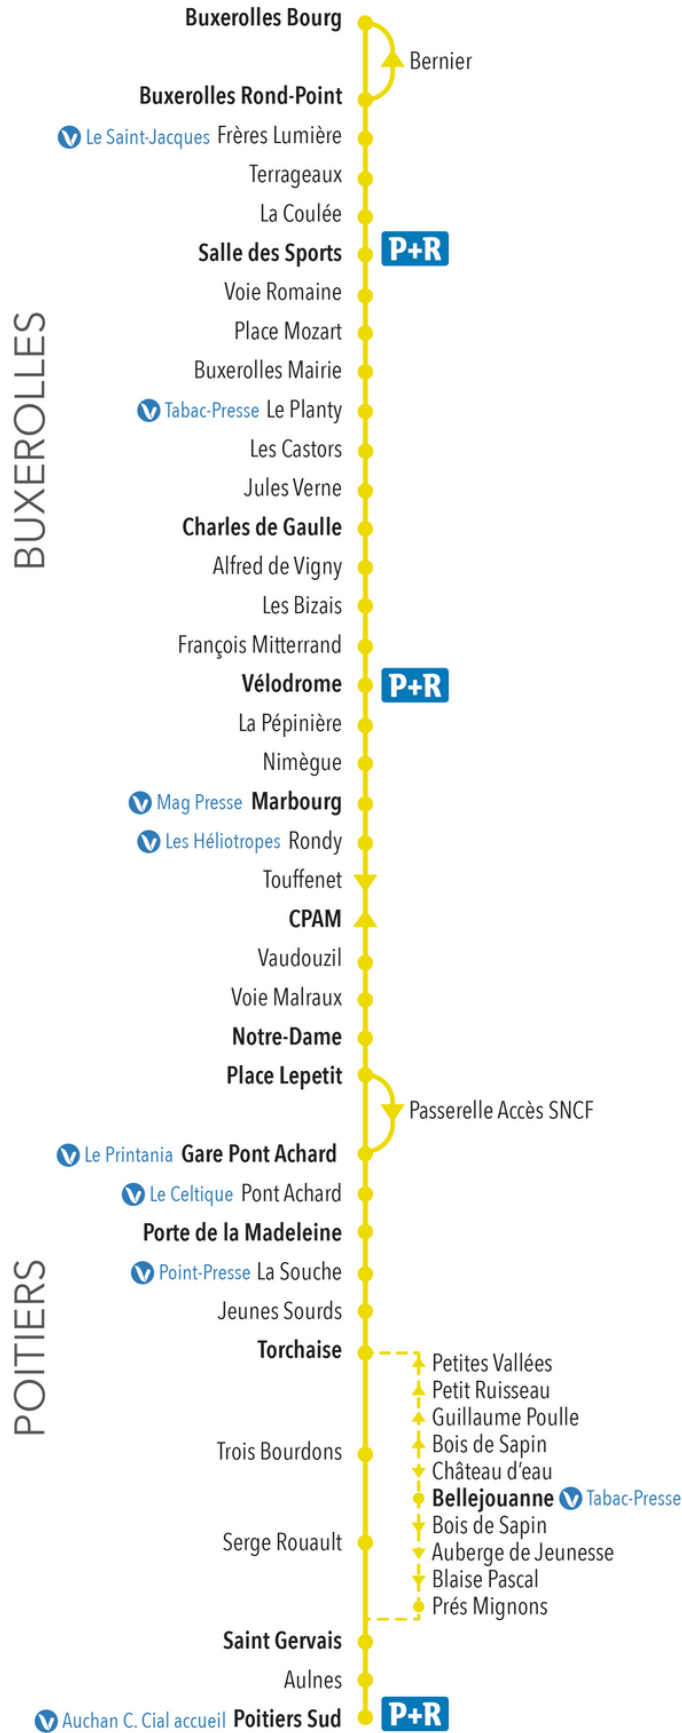 Buxerolles Bourg
Bernier
Buxerolles Rond-Point
Le Saint-Jacques Frères Lumière
Terrageaux
La Coulée
Salle des Sports P+R
Voie Romaine
Place Mozart
Buxerolles Mairie
Tabac-Presse Le Planty
Les Castors
Jules Verne
Charles de Gaulle
Alfred de Vigny
Les Bizais
François Mitterrand
Vélodrome P+R
La Pépinière
Nimègue
Mag Presse Marbourg
Les Héliotropes Rondy
Touffenet
CPAM
Vaudouzil
Voie Malraux
Notre-Dame
Place Lepetit
Passerelle Accès SNCF
Le Printania Gare Pont Achard
Le Celtique Pont Achard
Porte de la Madeleine
Point-Presse La Souche
Jeunes Sourds
Torchaise
Petites Vallées
Petit Ruisseau
Guillaume Poulle
Bois de Sapin
Château d'eau
Bellejouanne Tabac-Presse
Bois de Sapin
Auberge de Jeunesse
Blaise Pascal
Prés Mignons
Trois Bourdons
Serge Rouault
Saint Gervais
Aulnes
Auchan C. Cial accueil Poitiers Sud P+R
BUXEROLLES
POITIERS